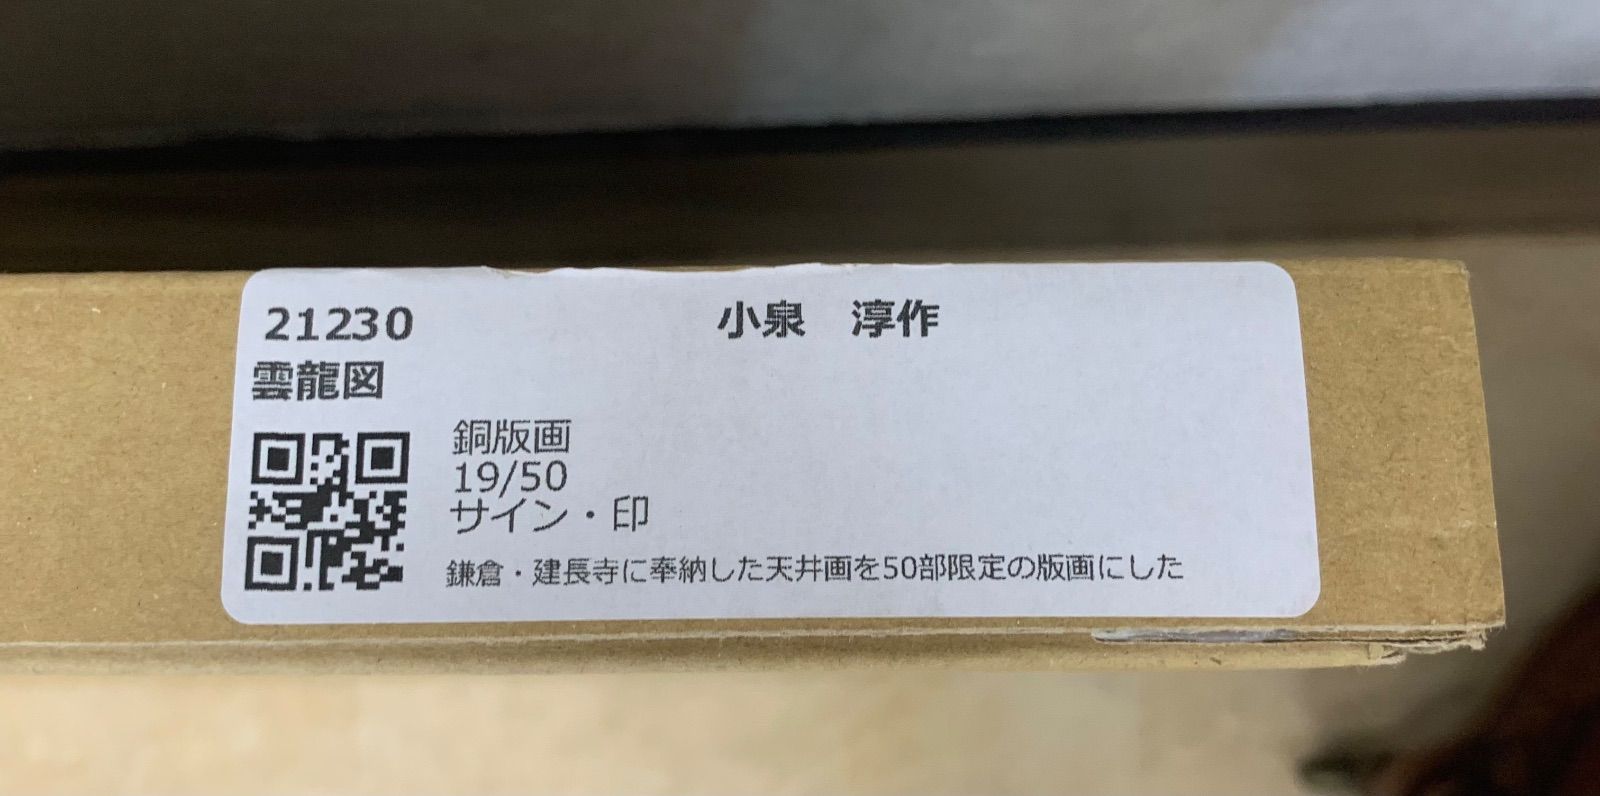 21230 小泉 淳作
雲龍図
銅版画
19/50
サイン・印
鎌倉・建長寺に奉納した天井画を50部限定の版画にした